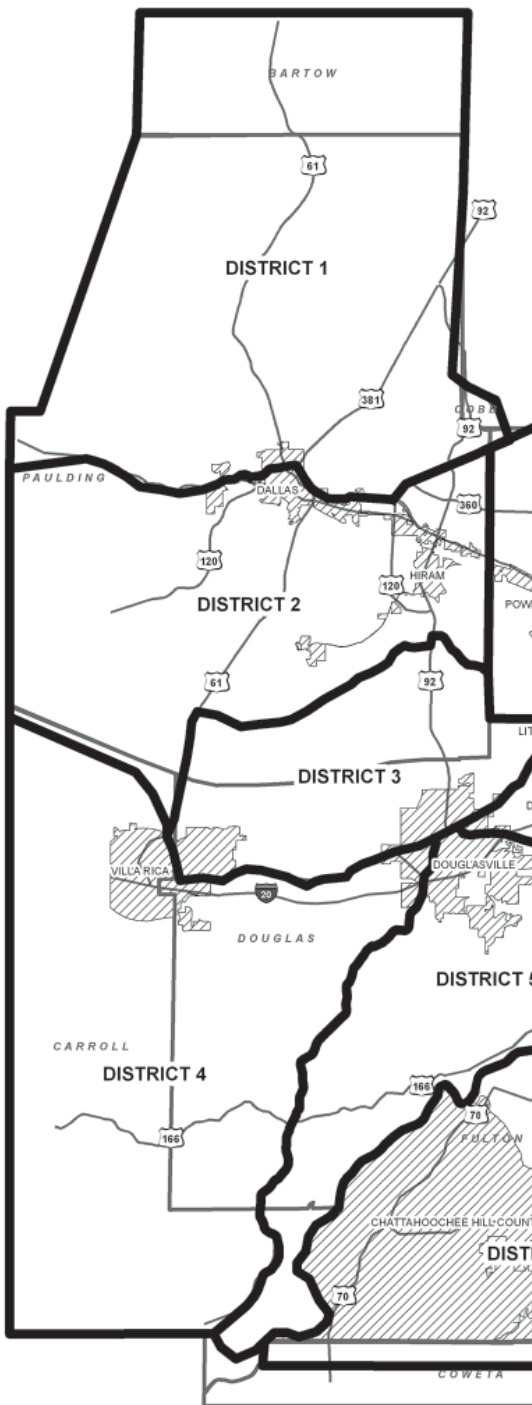 BARTOW
61
92
DISTRICT 1
381
COBB
92
PAULDING
DALLAS
360
120
120
HIRAM
DISTRICT 2
POW
61
92
LIT
DISTRICT 3
D
VILLA RICA
DOUGLASVILLE
20
DOUGLAS
DISTRICT 5
CARROLL
DISTRICT 4
166
70
166
FULTON
CHATTAHOOCHEE HILL COUNT
DISTRI
70
COWETA